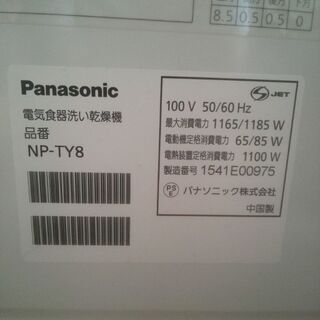 8.5 0.5 0.5 0
Panasonic
電気食器洗い乾燥機
品番
NP-TY8
JET
100 V 50/60 Hz
最大消費電力 1165/1185 W
電動機定格消費電力 65/85 W
電熱装置定格消費電力 1100 W
製造番号 1541E00975
PS E パナソニック株式会社
中国製